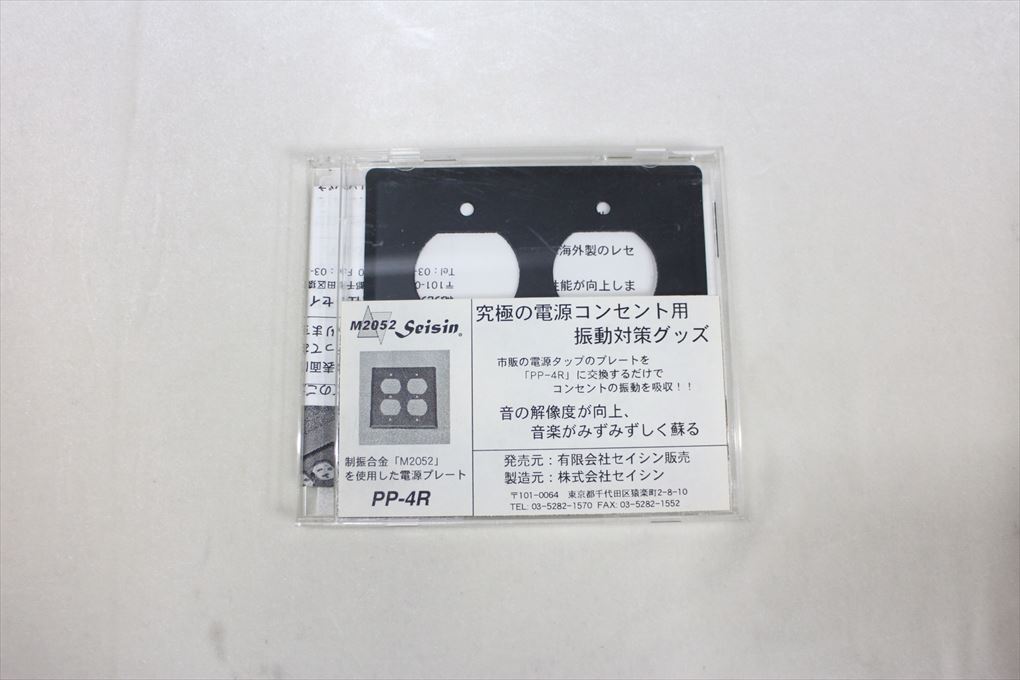 海外製のレセ
性能が向上しま
Tel：03-
〒101-0
M2052 Seisin®
究極の電源コンセント用
振動対策グッズ
市販の電源タップのプレートを
「PP-4R」に交換するだけで
コンセントの振動を吸収！！
音の解像度が向上、
音楽がみずみずしく蘇る
制振合金「M2052」
を使用した電源プレート
PP-4R
発売元：有限会社セイシン販売
製造元：株式会社セイシン
〒101-0064　東京都千代田区猿楽町2-8-10
TEL: 03-5282-1570 FAX: 03-5282-1552